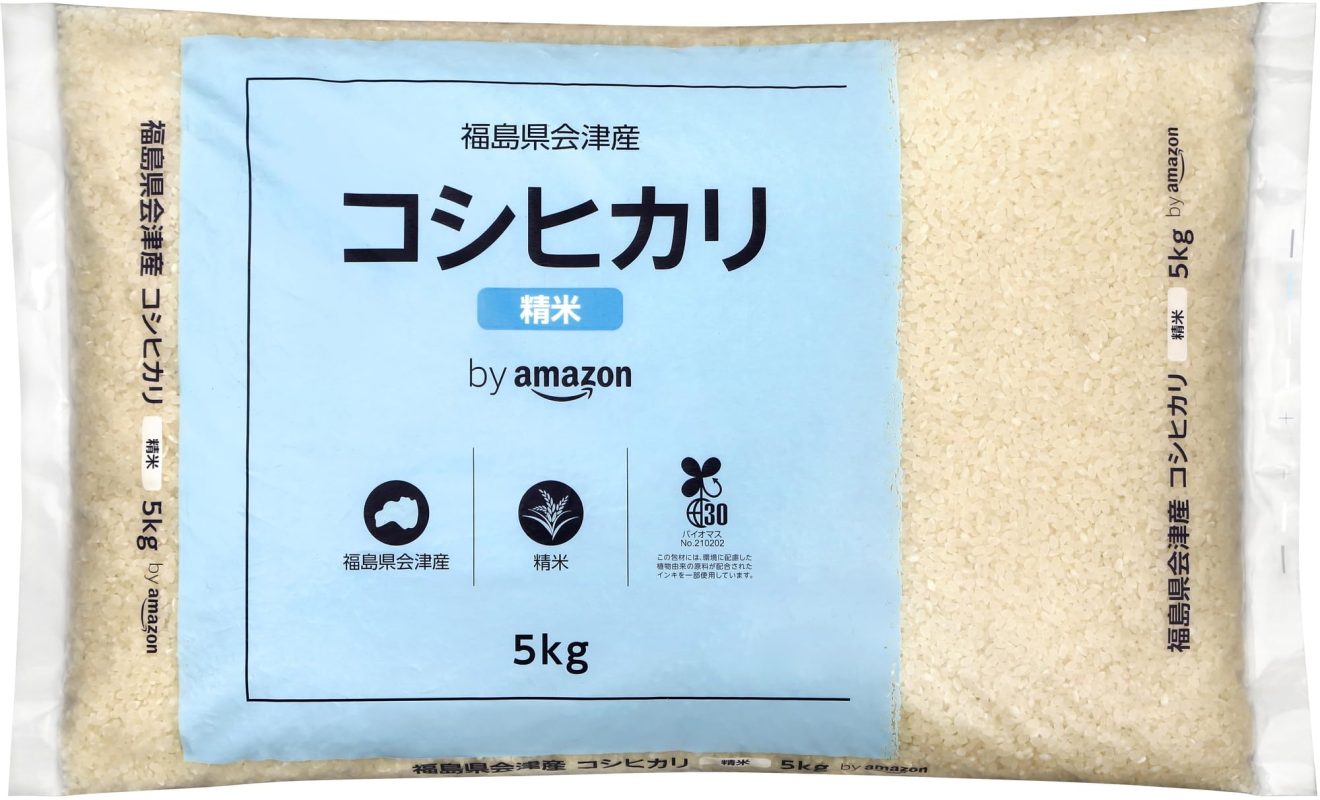 福島県会津産
コシヒカリ
精米
by amazon
福島県会津産
精米
30
バイオマス
No.210202
この包材には、環境に配慮した
植物由来の原料が配合された
インキを一部使用しています。
5kg
福島県会津産 コシヒカリ 精米 5kg by amazon
福島県会津産 コシヒカリ 精米 5kg by amazon
福島県会津産 コシヒカリ 精米 5kg by amazon